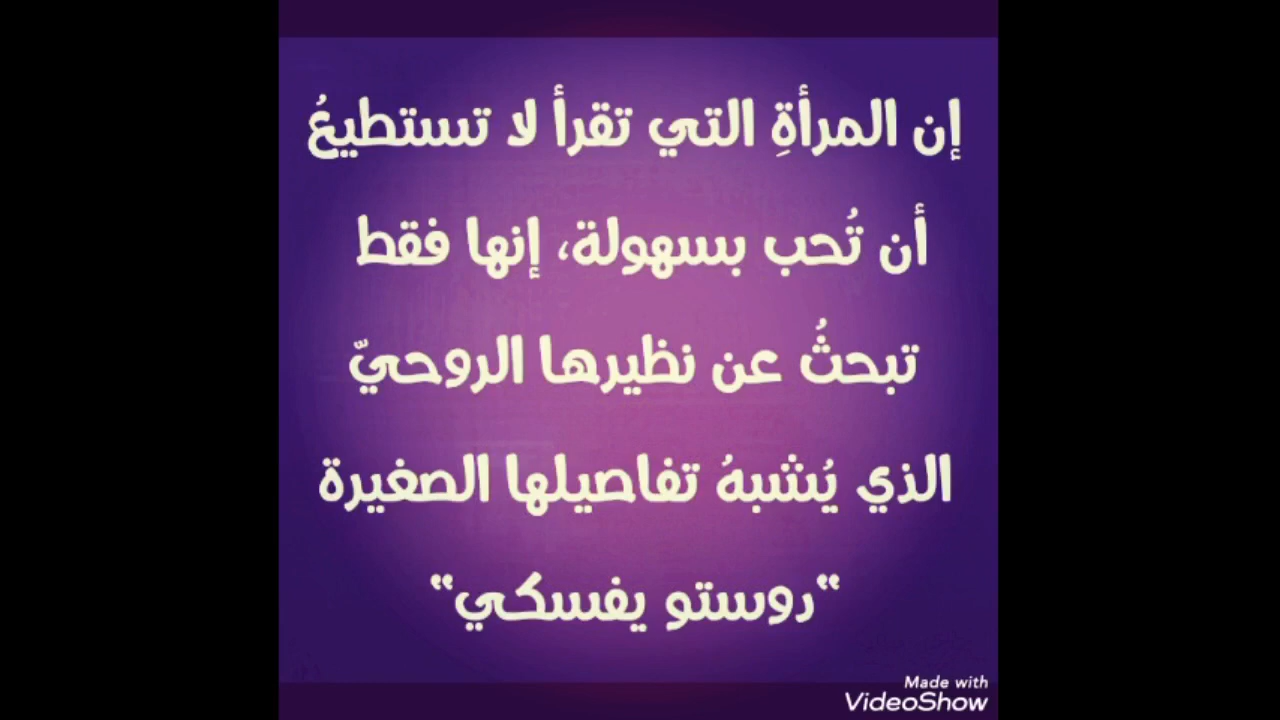 إن المرأةِ التي تقرأ لا تستطيعُ
أن تُحب بسهولة، إنها فقط
تبحثُ عن نظيرها الروحيّ
الذي يُشبهُ تفاصيلها الصغيرة
“دوستو يفسكي”
Made with
VideoShow